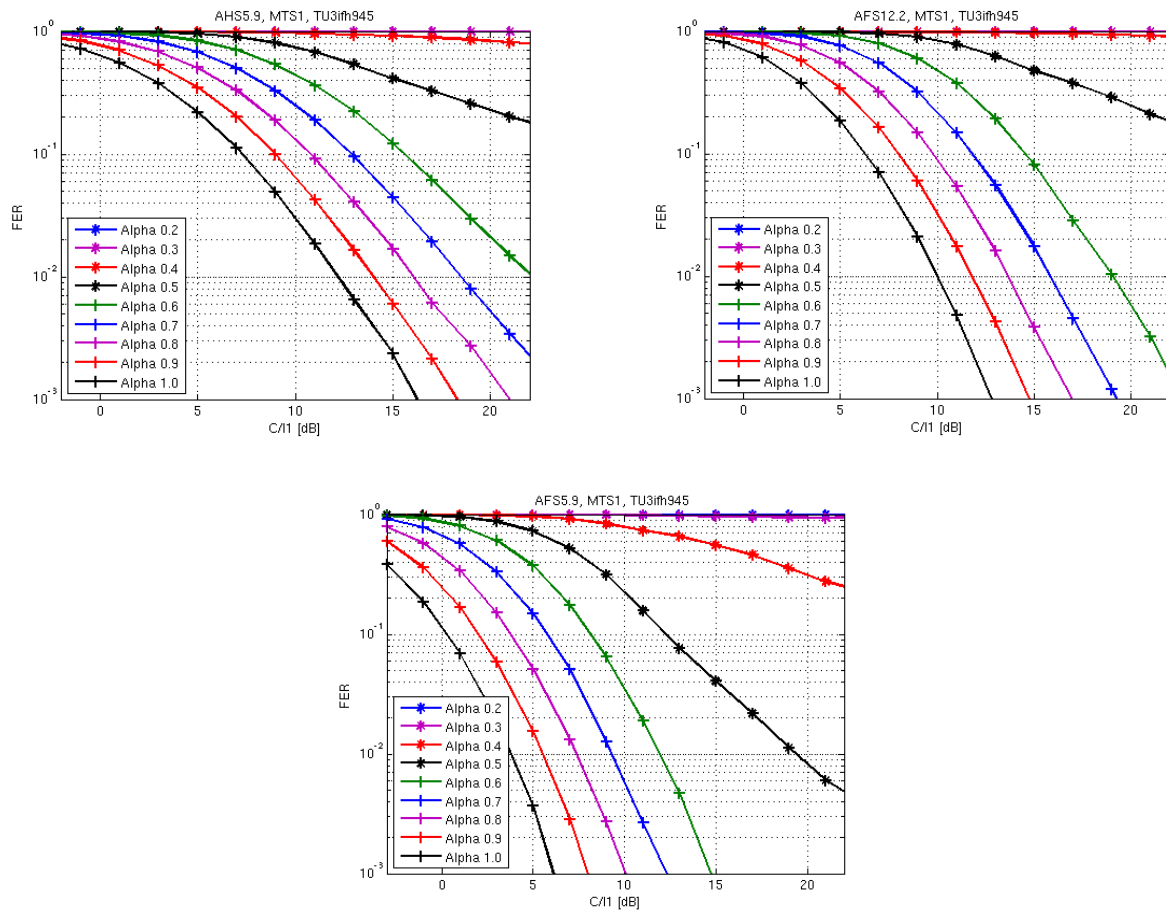 AHS5.9, MTS1, TU3ifh945
10^0
10^-1
10^-2
10^-3
FER
Alpha 0.2
Alpha 0.3
Alpha 0.4
Alpha 0.5
Alpha 0.6
Alpha 0.7
Alpha 0.8
Alpha 0.9
Alpha 1.0
0 5 10 15 20
C/I1 [dB]
AFS12.2, MTS1, TU3ifh945
10^0
10^-1
10^-2
10^-3
FER
Alpha 0.2
Alpha 0.3
Alpha 0.4
Alpha 0.5
Alpha 0.6
Alpha 0.7
Alpha 0.8
Alpha 0.9
Alpha 1.0
0 5 10 15 20
C/I1 [dB]
AFS5.9, MTS1, TU3ifh945
10^0
10^-1
10^-2
10^-3
FER
Alpha 0.2
Alpha 0.3
Alpha 0.4
Alpha 0.5
Alpha 0.6
Alpha 0.7
Alpha 0.8
Alpha 0.9
Alpha 1.0
0 5 10 15 20
C/I1 [dB]